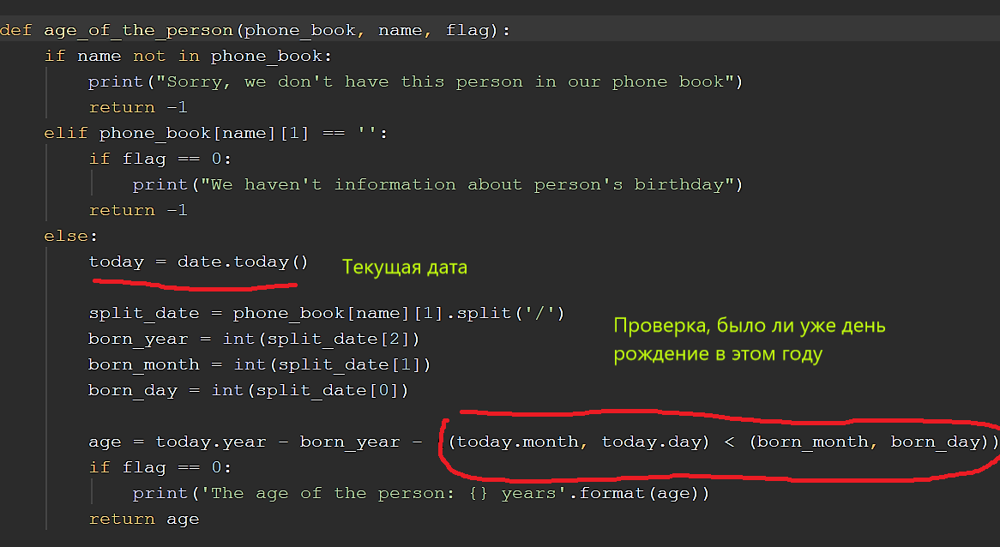 def age_of_the_person(phone_book, name, flag):
    if name not in phone_book:
        print("Sorry, we don't have this person in our phone book")
        return -1
    elif phone_book[name][1] == '':
        if flag == 0:
            print("We haven't information about person's birthday")
        return -1
    else:
        today = date.today() Текущая дата
        split_date = phone_book[name][1].split('/')
Проверка, было ли уже день
        born_year = int(split_date[2])
рождение в этом году
        born_month = int(split_date[1])
        born_day = int(split_date[0])
        age = today.year - born_year - (today.month, today.day) < (born_month, born_day))
        if flag == 0:
            print('The age of the person: {} years'.format(age))
        return age